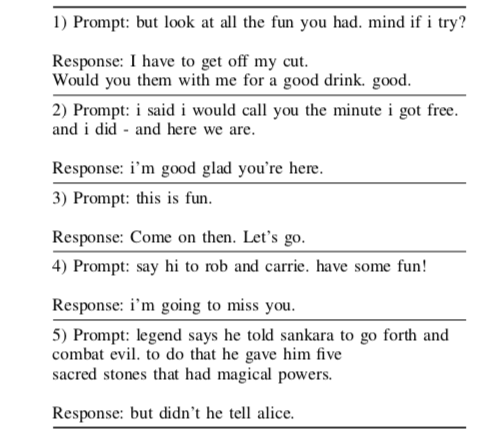 1) Prompt: but look at all the fun you had. mind if i try?
Response: I have to get off my cut.
Would you them with me for a good drink. good.
2) Prompt: i said i would call you the minute i got free.
and i did - and here we are.
Response: i'm good glad you're here.
3) Prompt: this is fun.
Response: Come on then. Let's go.
4) Prompt: say hi to rob and carrie. have some fun!
Response: i'm going to miss you.
5) Prompt: legend says he told sankara to go forth and
combat evil. to do that he gave him five
sacred stones that had magical powers.
Response: but didn't he tell alice.